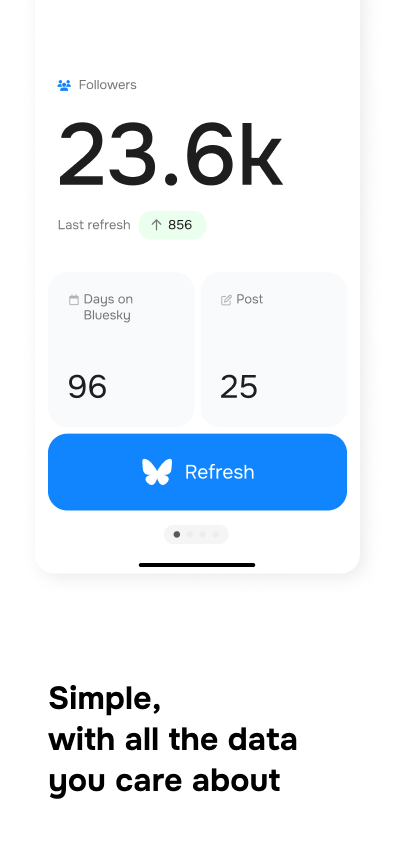 Followers
23.6k
Last refresh ↑ 856
Days on
Bluesky
96
Post
25
Refresh
Simple,
with all the data
you care about